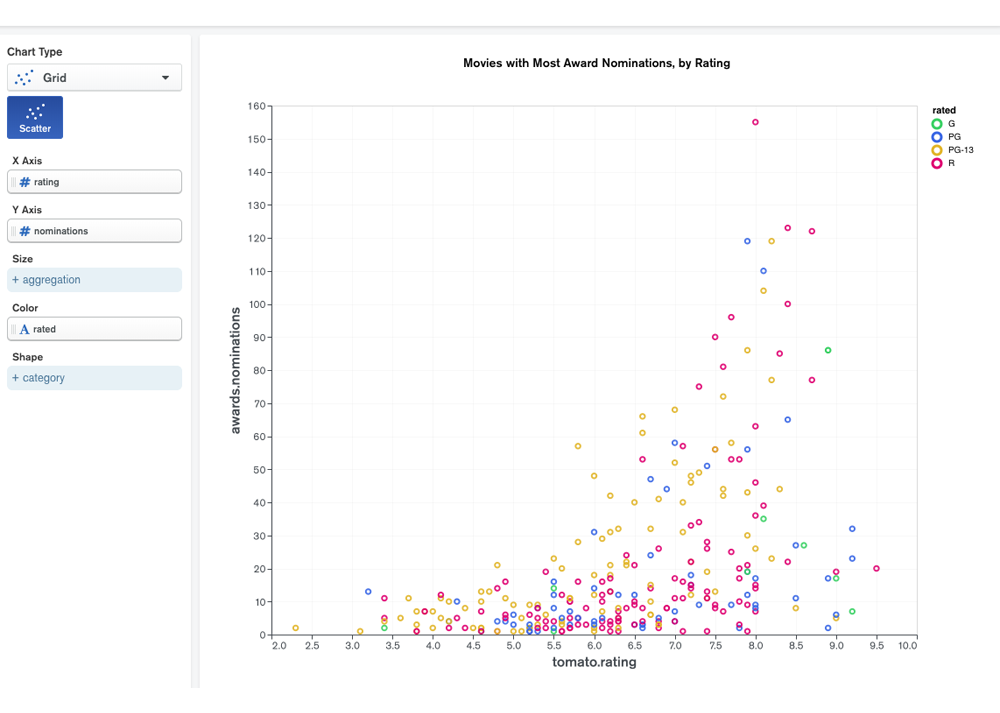 Chart Type
Grid
Scatter
X Axis
# rating
Y Axis
# nominations
Size
+ aggregation
Color
A rated
Shape
+ category
Movies with Most Award Nominations, by Rating
160
150
140
130
120
110
100
90
80
70
60
50
40
30
20
10
0
awards.nominations
2.0 2.5 3.0 3.5 4.0 4.5 5.0 5.5 6.0 6.5 7.0 7.5 8.0 8.5 9.0 9.5 10.0
tomato.rating
rated
G
PG
PG-13
R